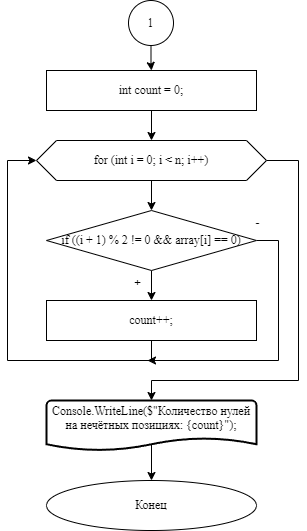 1
int count = 0;
for (int i = 0; i < n; i++)
-
if ((i + 1) % 2 != 0 && array[i] == 0)
+
count++;
Console.WriteLine($"Количество нулей
на нечётных позициях: {count}");
Конец